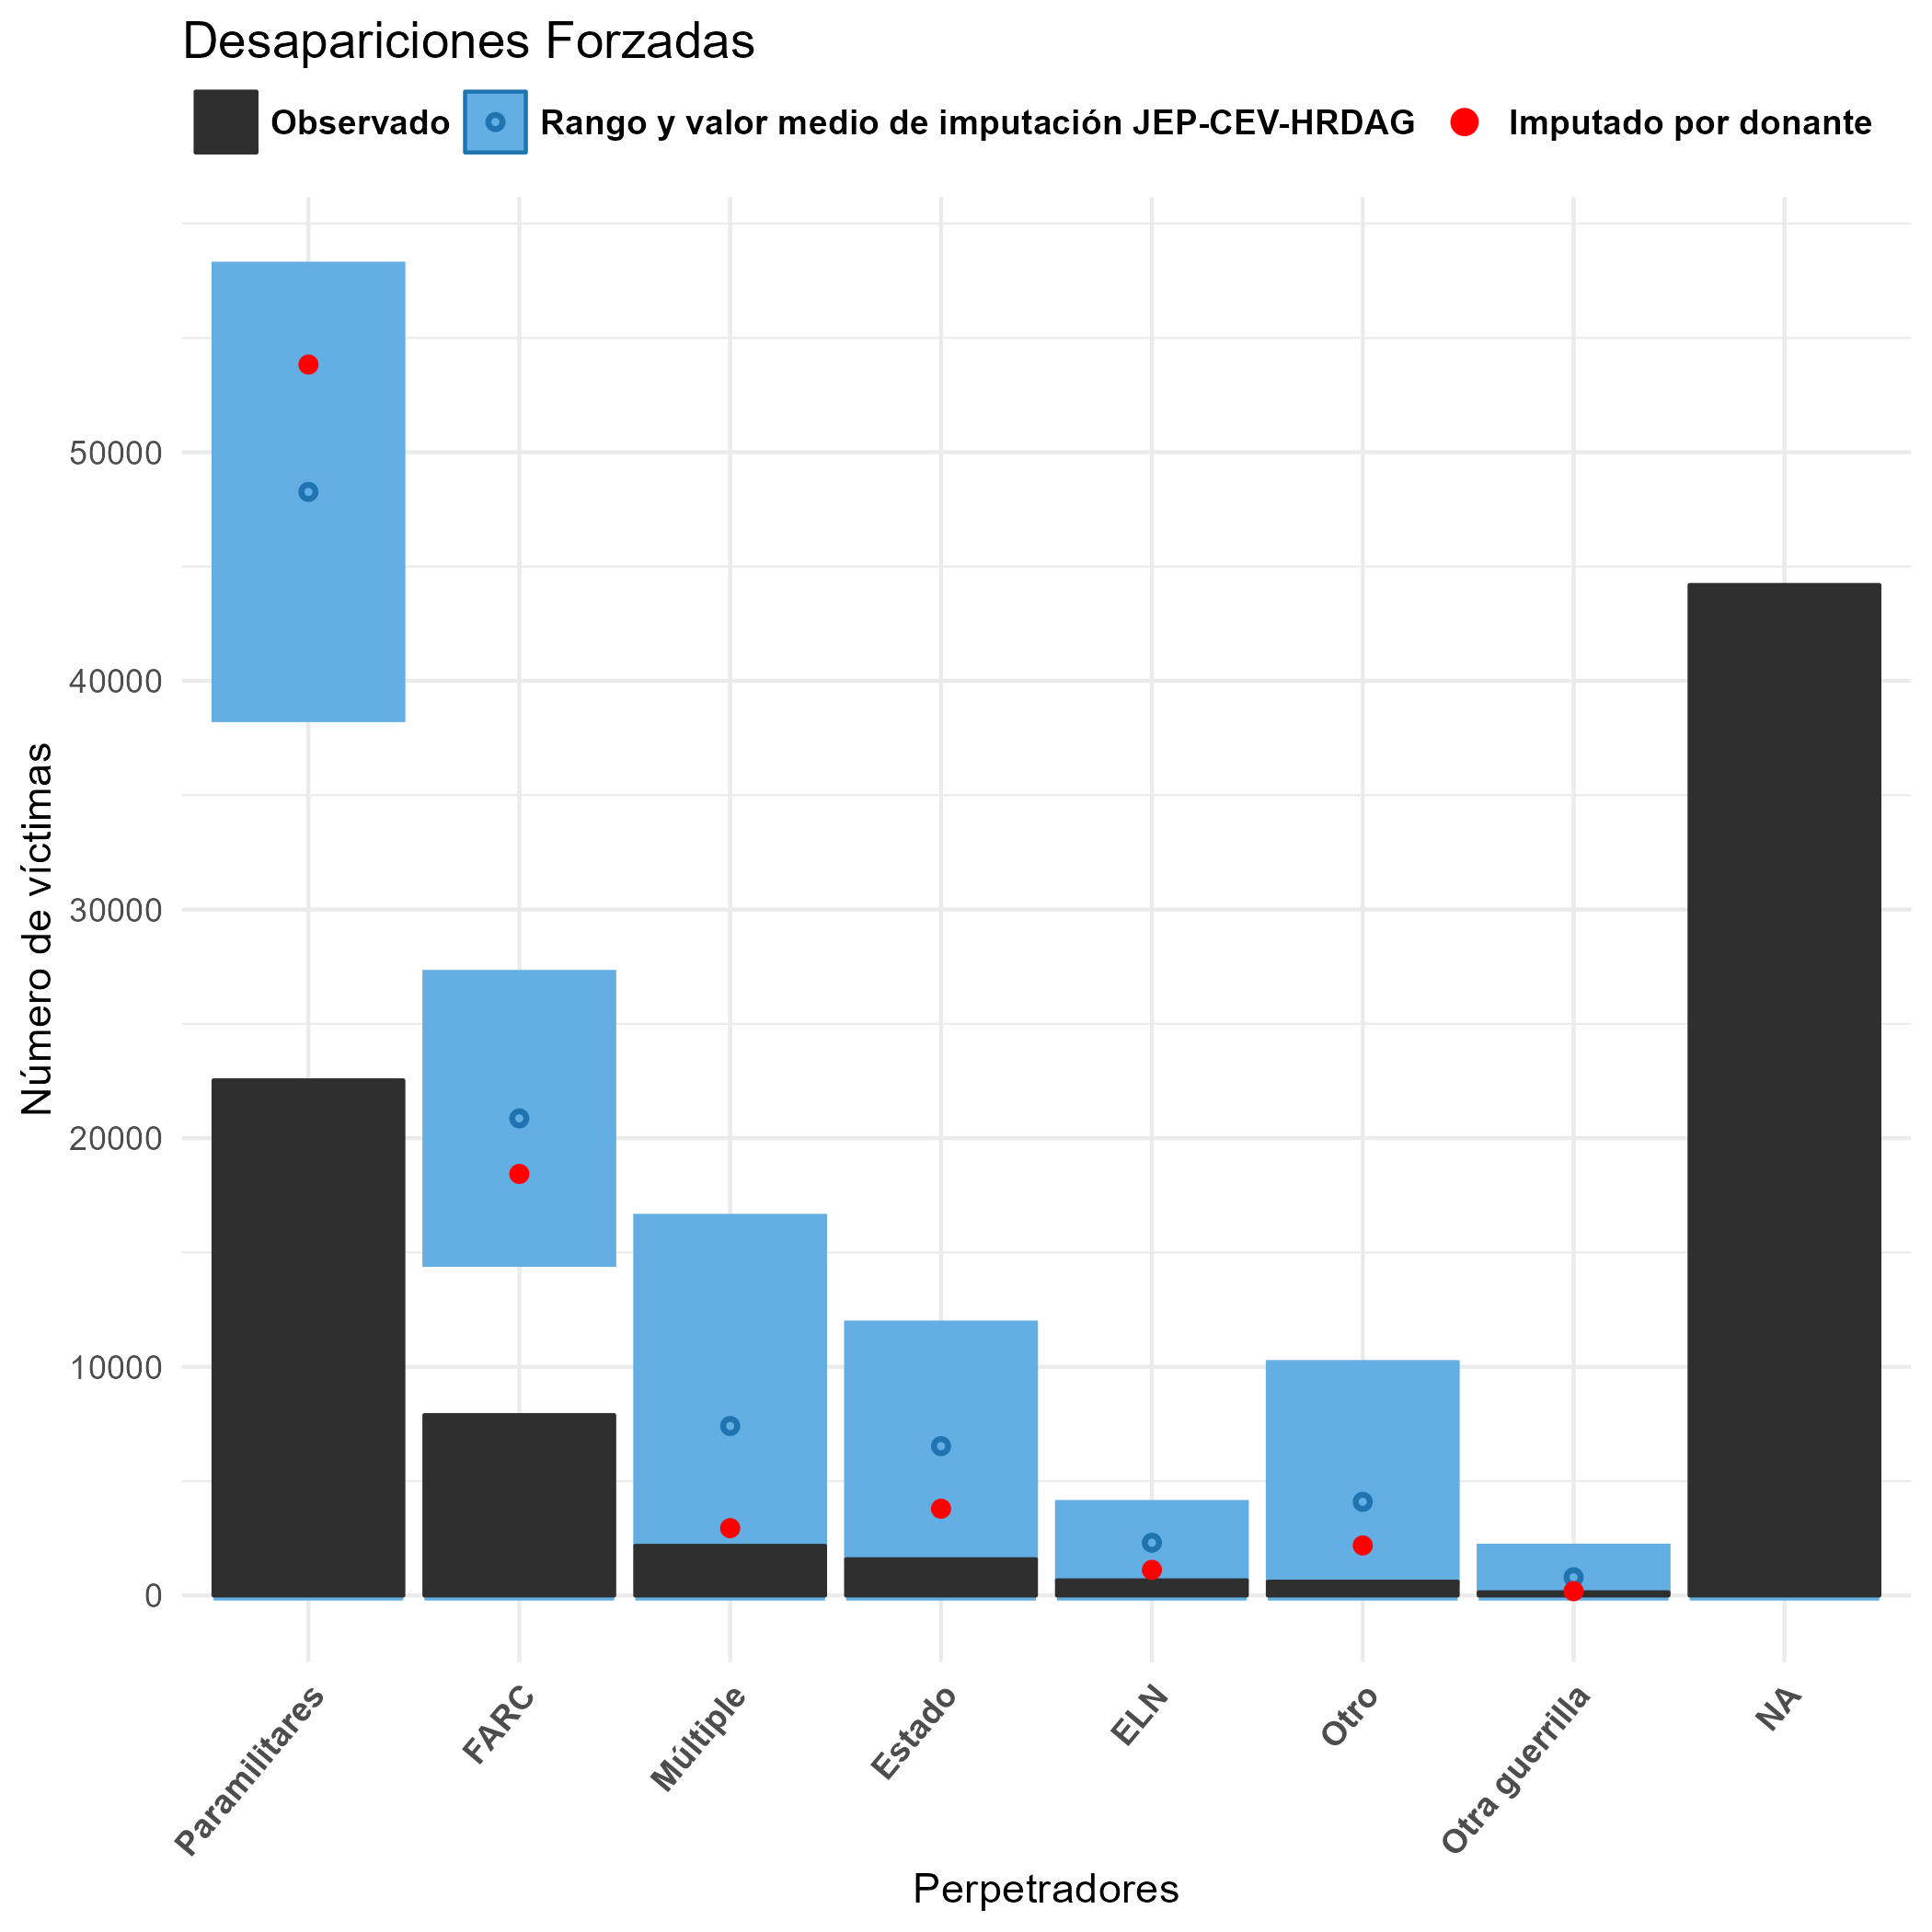 Desapariciones Forzadas
Observado Rango y valor medio de imputación JEP-CEV-HRDAG Imputado por donante
Número de víctimas
50000
40000
30000
20000
10000
0
Paramilitares FARC Múltiple Estado ELN Otro Otra guerrilla NA
Perpetradores